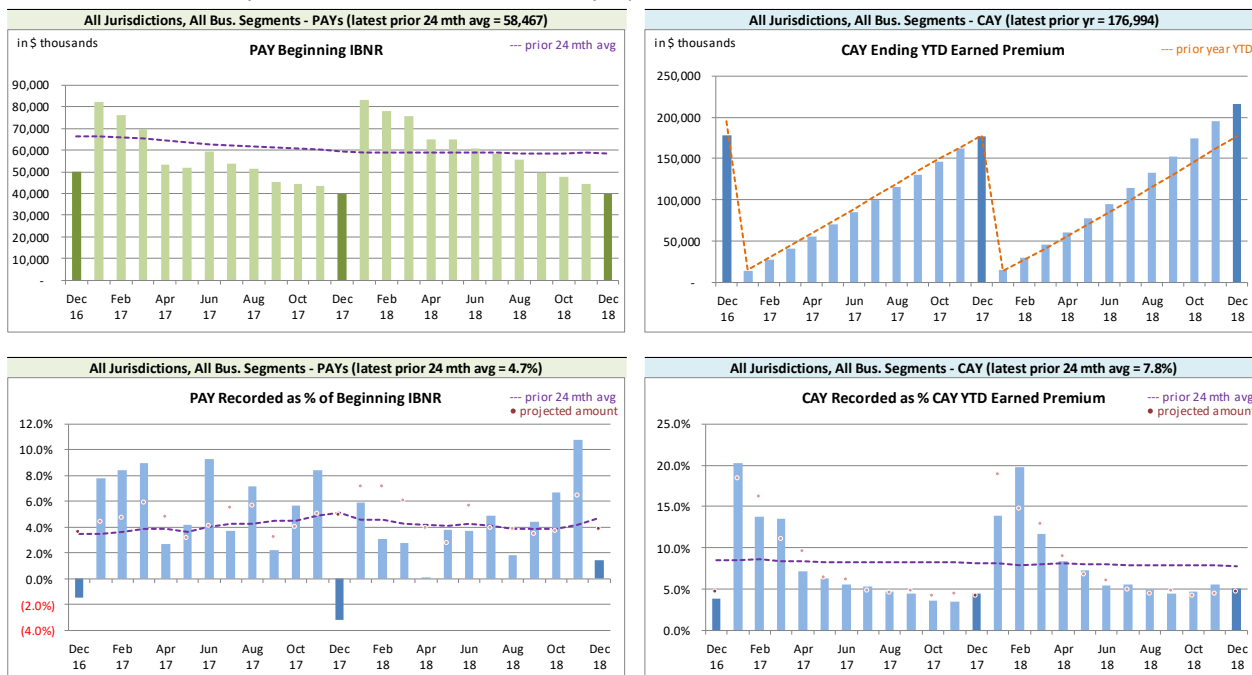 All Jurisdictions, All Bus. Segments - PAYs (latest prior 24 mth avg = 58,467)
in $ thousands
PAY Beginning IBNR
--- prior 24 mth avg
90,000
80,000
70,000
60,000
50,000
40,000
30,000
20,000
10,000
-
Dec Feb Apr Jun Aug Oct Dec Feb Apr Jun Aug Oct Dec
16 17 17 17 17 17 17 18 18 18 18 18 18
All Jurisdictions, All Bus. Segments - CAY (latest prior yr = 176,994)
in $ thousands
CAY Ending YTD Earned Premium
--- prior year YTD
250,000
200,000
150,000
100,000
50,000
-
Dec Feb Apr Jun Aug Oct Dec Feb Apr Jun Aug Oct Dec
16 17 17 17 17 17 17 18 18 18 18 18 18
All Jurisdictions, All Bus. Segments - PAYs (latest prior 24 mth avg = 4.7%)
PAY Recorded as % of Beginning IBNR
--- prior 24 mth avg
• projected amount
12.0%
10.0%
8.0%
6.0%
4.0%
2.0%
0.0%
(2.0%)
(4.0%)
Dec Feb Apr Jun Aug Oct Dec Feb Apr Jun Aug Oct Dec
16 17 17 17 17 17 17 18 18 18 18 18 18
All Jurisdictions, All Bus. Segments - CAY (latest prior 24 mth avg = 7.8%)
CAY Recorded as % CAY YTD Earned Premium
--- prior 24 mth avg
• projected amount
25.0%
20.0%
15.0%
10.0%
5.0%
0.0%
Dec Feb Apr Jun Aug Oct Dec Feb Apr Jun Aug Oct Dec
16 17 17 17 17 17 17 18 18 18 18 18 18